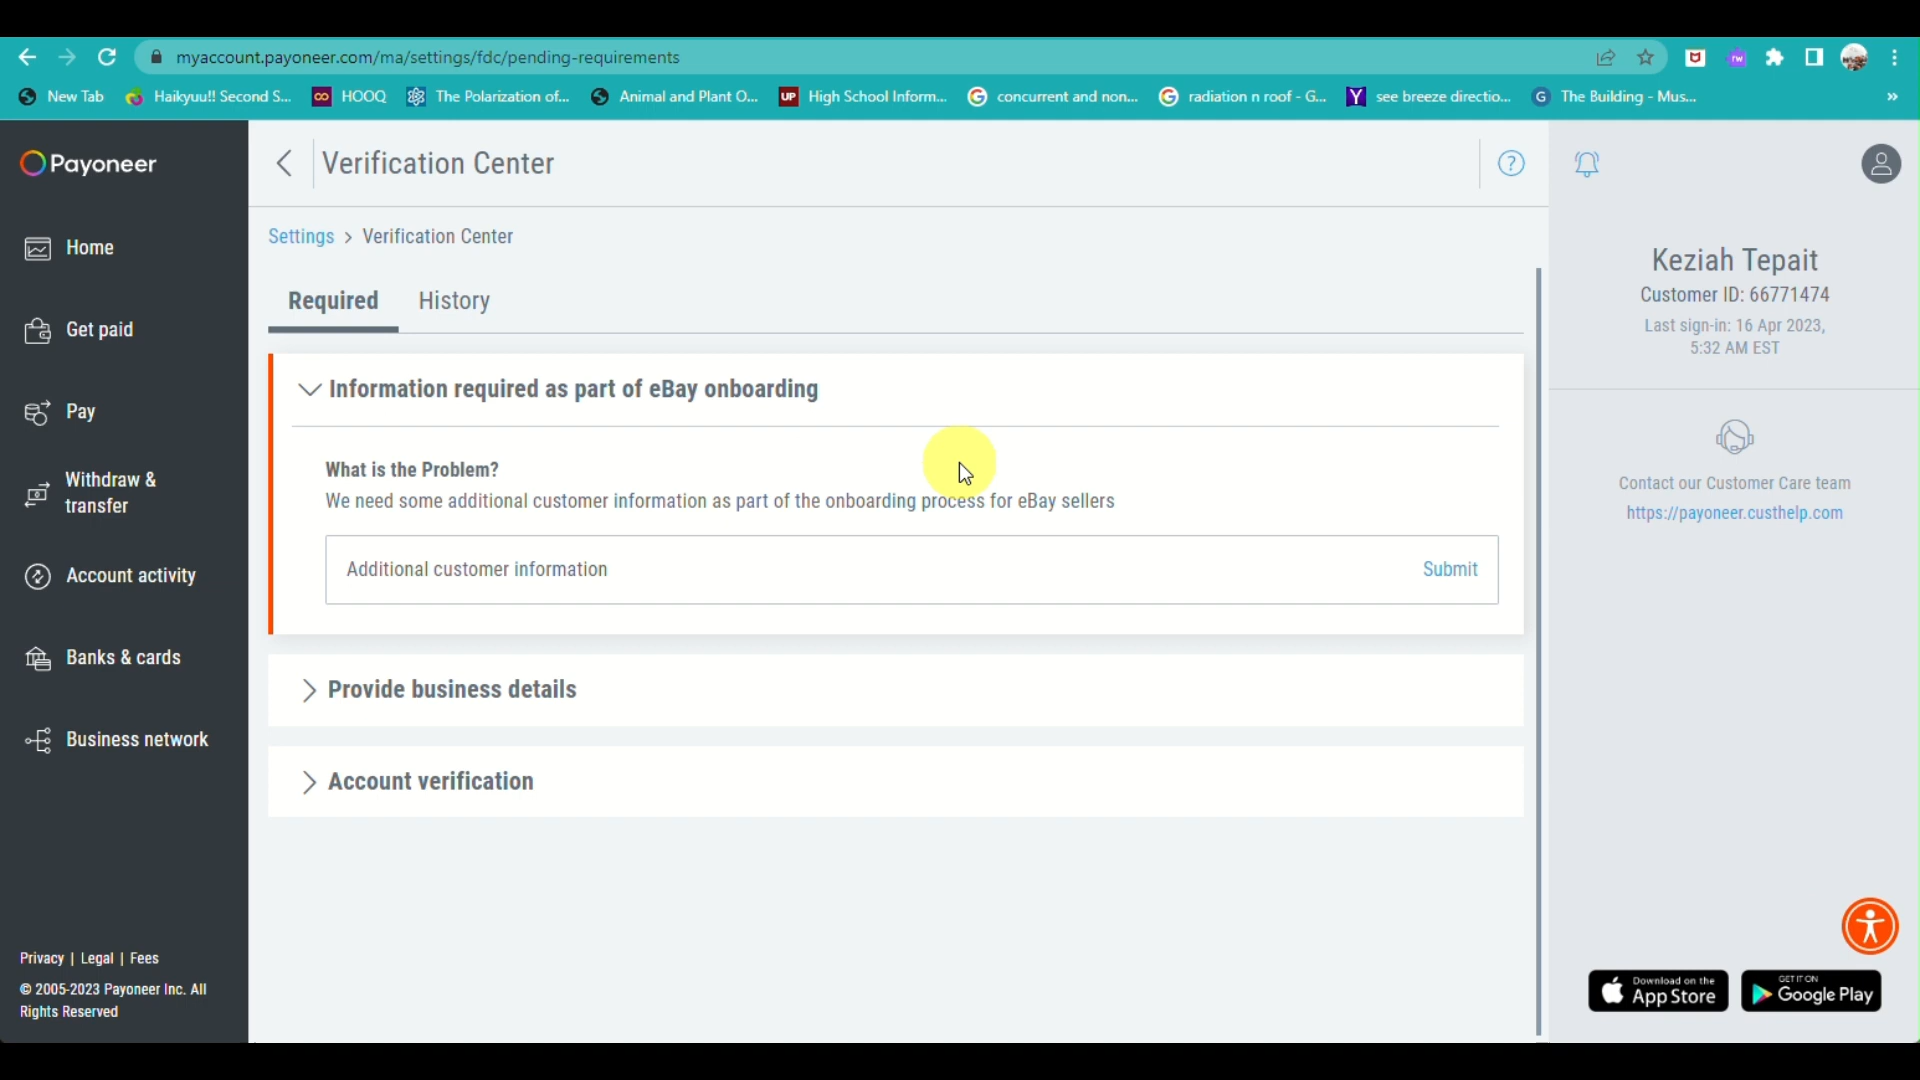 myaccount.payoneer.com/ma/settings/fdc/pending-requirements
New Tab
Haikyuu!! Second S...
HOOQ
The Polarization of...
Animal and Plant O...
UP
High School Inform...
concurrent and non...
radiation n roof - G...
Y
see breeze directio...
The Building - Mus...
Payoneer
Verification Center
Home
Settings > Verification Center
Required
History
Get paid
Information required as part of eBay onboarding
Pay
What is the Problem?
We need some additional customer information as part of the onboarding process for eBay sellers
Withdraw &
transfer
Additional customer information
Submit
Account activity
Banks & cards
Provide business details
Business network
Account verification
Privacy | Legal | Fees
© 2005-2023 Payoneer Inc. All
Rights Reserved
Keziah Tepait
Customer ID: 66771474
Last sign-in: 16 Apr 2023,
5:32 AM EST
Contact our Customer Care team
https://payoneer.custhelp.com
Download on the
App Store
GET IT ON
Google Play